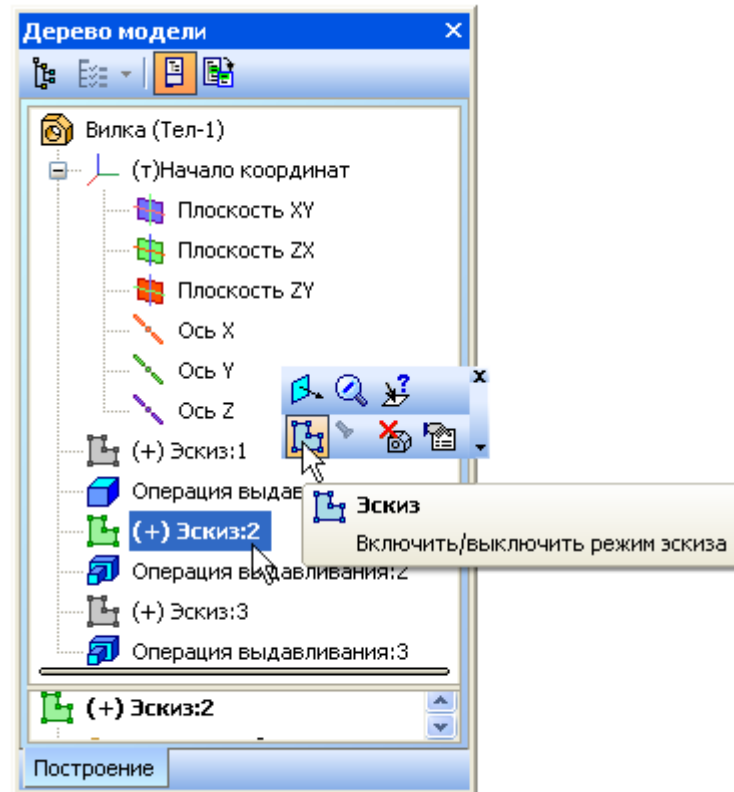 Дерево модели
Вилка (Тел-1)
(т)Начало координат
Плоскость XY
Плоскость ZX
Плоскость ZY
Ось X
Ось Y
Ось Z
(+) Эскиз:1
Операция выдав
Эскиз
Включить/выключить режим эскиза
(+) Эскиз:2
Операция выдавливания:2
(+) Эскиз:3
Операция выдавливания:3
(+) Эскиз:2
Построение